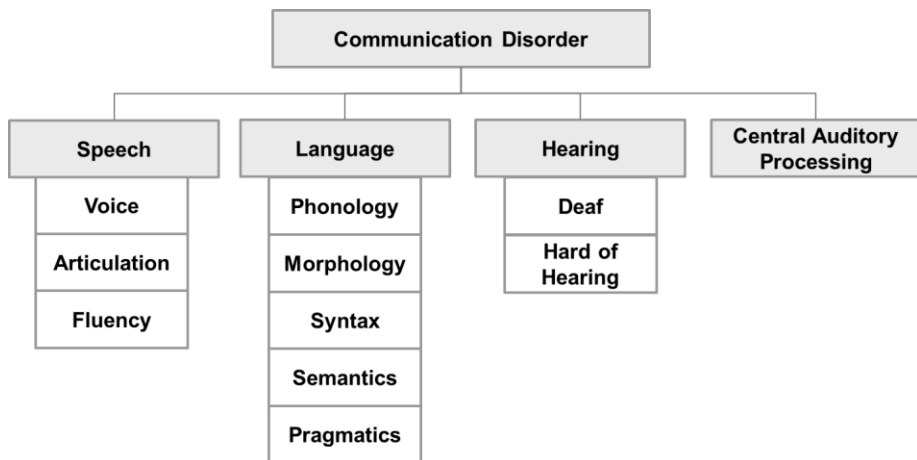 Communication Disorder
Speech
Voice
Articulation
Fluency
Language
Phonology
Morphology
Syntax
Semantics
Pragmatics
Hearing
Deaf
Hard of
Hearing
Central Auditory
Processing